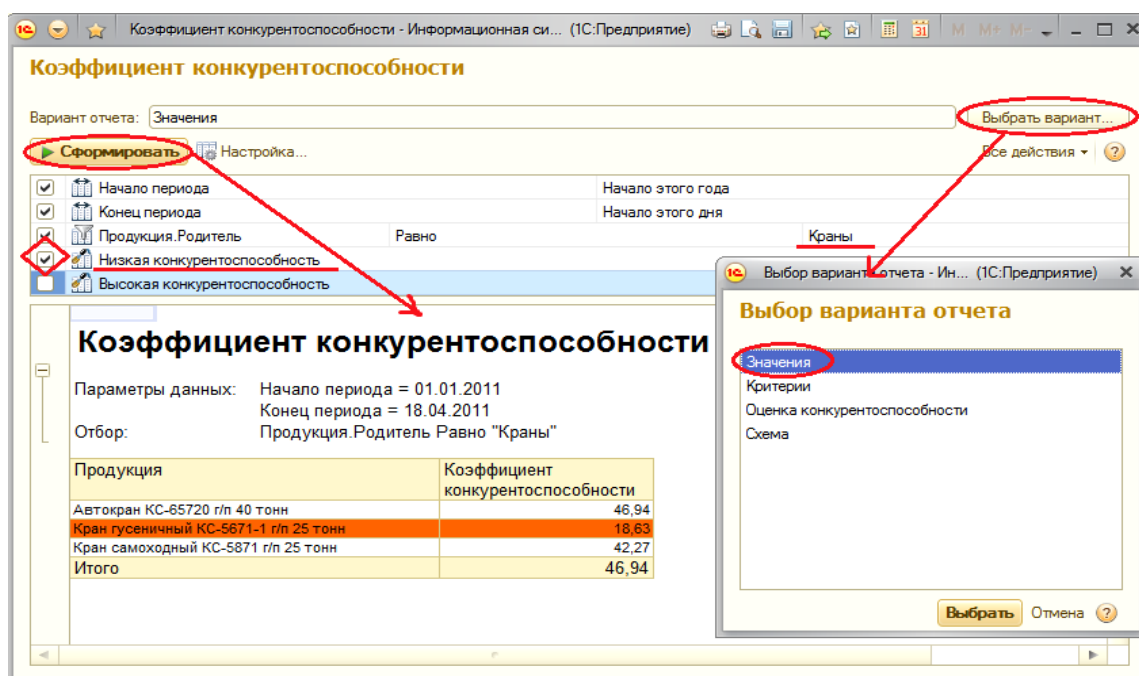 Коэффициент конкурентоспособности - Информационная си... (1С:Предприятие) 31 M M+ M-
Коэффициент конкурентоспособности
Вариант отчета: Значения Выбрать вариант...
Сформировать Настройка... Все действия ?
Начало периода Начало этого года
Конец периода Начало этого дня
Продукция.Родитель Равно Краны
Низкая конкурентоспособность
Высокая конкурентоспособность
Коэффициент конкурентоспособности
Параметры данных: Начало периода = 01.01.2011
Конец периода = 18.04.2011
Отбор: Продукция.Родитель Равно "Краны"
Продукция Коэффициент
конкурентоспособности
Автокран КС-65720 г/п 40 тонн 46,94
Кран гусеничный КС-5671-1 г/п 25 тонн 18,63
Кран самоходный КС-5871 г/п 25 тонн 42,27
Итого 46,94
Выбор варианта отчета - Ин... (1С:Предприятие)
Выбор варианта отчета
Значения
Критерии
Оценка конкурентоспособности
Схема
Выбрать Отмена ?